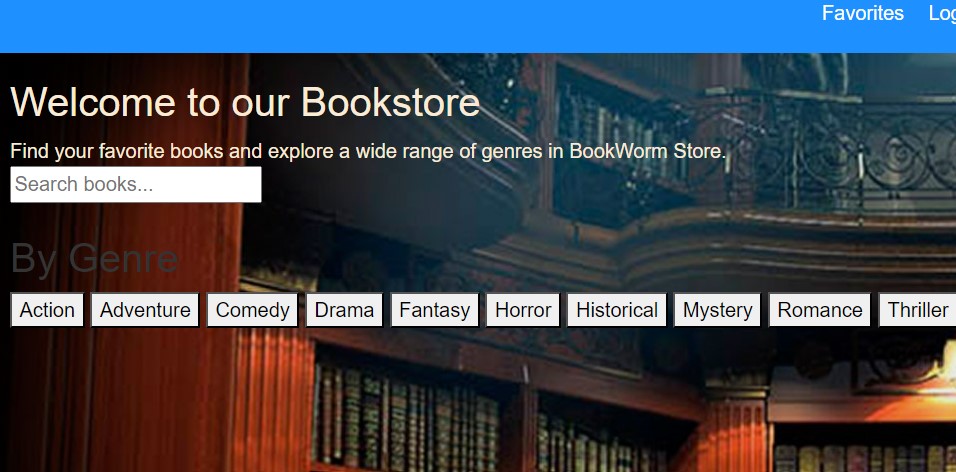 Favorites Log
Welcome to our Bookstore
Find your favorite books and explore a wide range of genres in BookWorm Store.
Search books...
By Genre
Action Adventure Comedy Drama Fantasy Horror Historical Mystery Romance Thriller